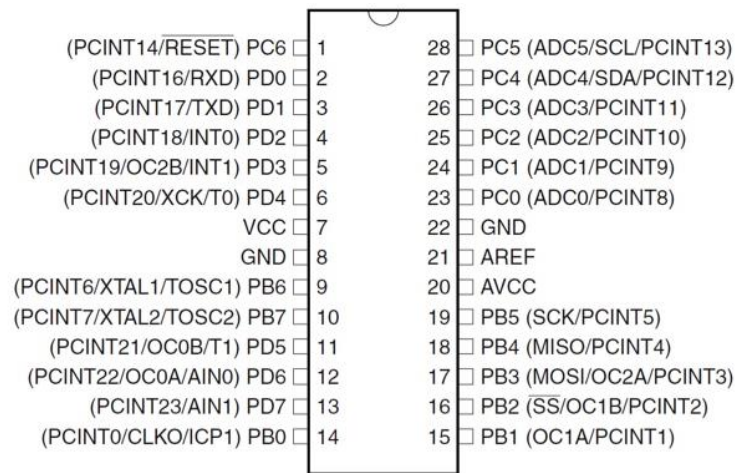 (PCINT14/RESET) PC6 1 28 PC5 (ADC5/SCL/PCINT13)
(PCINT16/RXD) PD0 2 27 PC4 (ADC4/SDA/PCINT12)
(PCINT17/TXD) PD1 3 26 PC3 (ADC3/PCINT11)
(PCINT18/INT0) PD2 4 25 PC2 (ADC2/PCINT10)
(PCINT19/OC2B/INT1) PD3 5 24 PC1 (ADC1/PCINT9)
(PCINT20/XCK/T0) PD4 6 23 PC0 (ADC0/PCINT8)
VCC 7 22 GND
GND 8 21 AREF
(PCINT6/XTAL1/TOSC1) PB6 9 20 AVCC
(PCINT7/XTAL2/TOSC2) PB7 10 19 PB5 (SCK/PCINT5)
(PCINT21/OC0B/T1) PD5 11 18 PB4 (MISO/PCINT4)
(PCINT22/OC0A/AIN0) PD6 12 17 PB3 (MOSI/OC2A/PCINT3)
(PCINT23/AIN1) PD7 13 16 PB2 (SS/OC1B/PCINT2)
(PCINT0/CLKO/ICP1) PB0 14 15 PB1 (OC1A/PCINT1)